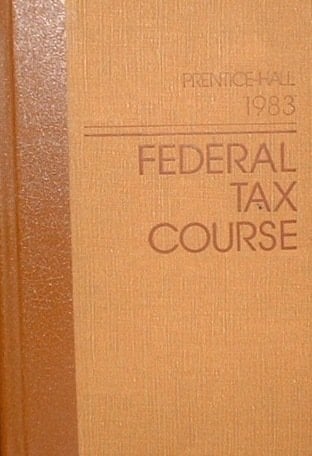 PRENTICE-HALL
1983
FEDERAL
TAX
COURSE